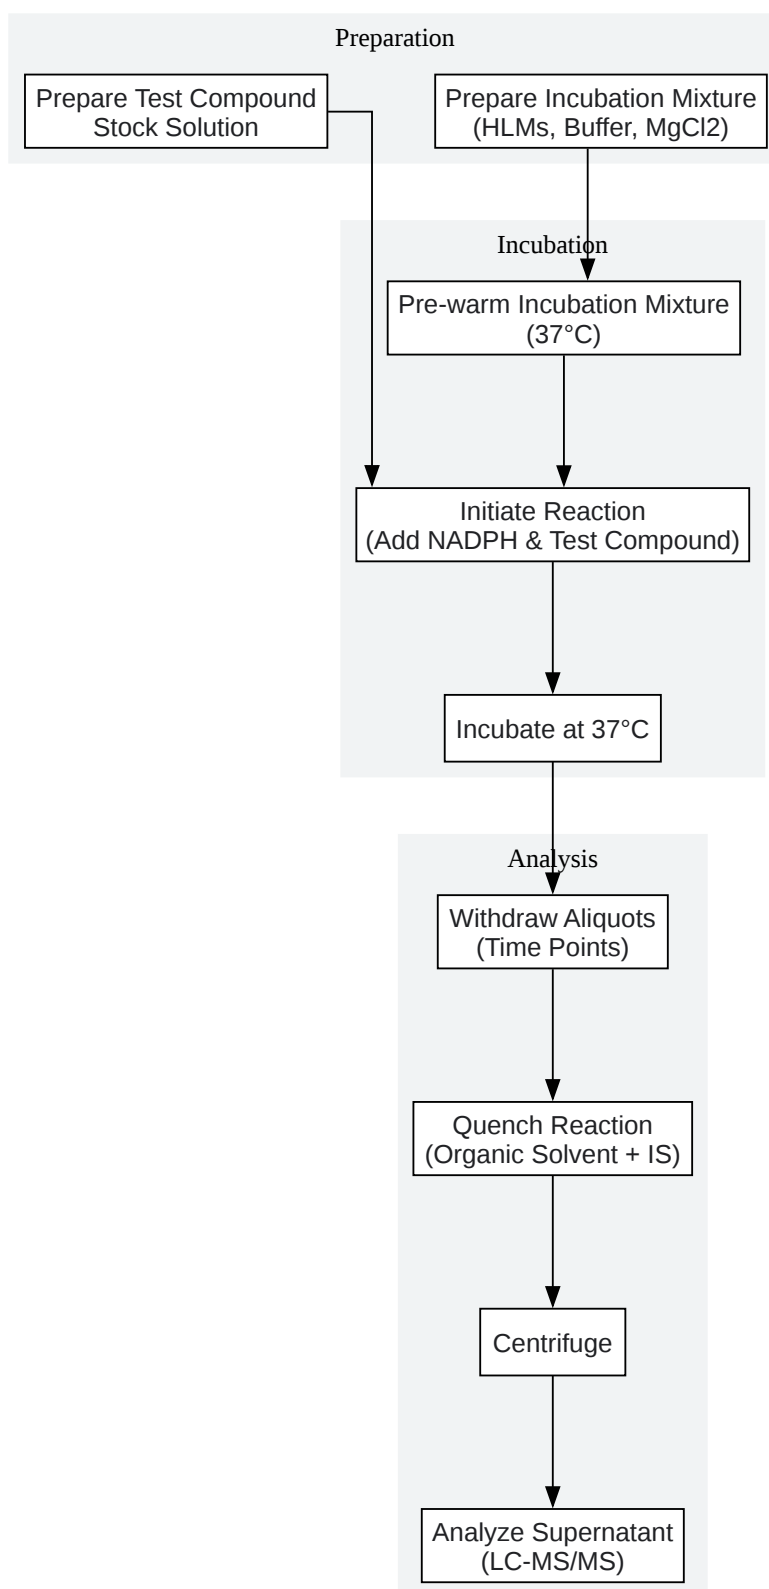 Preparation
Prepare Test Compound
Stock Solution
Prepare Incubation Mixture
(HLMs, Buffer, MgCl2)
Incubation
Pre-warm Incubation Mixture
(37°C)
Initiate Reaction
(Add NADPH & Test Compound)
Incubate at 37°C
Analysis
Withdraw Aliquots
(Time Points)
Quench Reaction
(Organic Solvent + IS)
Centrifuge
Analyze Supernatant
(LC-MS/MS)